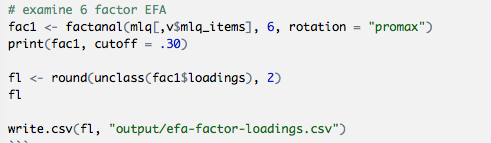 # examine 6 factor EFA
fac1 <- factanal(mlq[,v$mlq_items], 6, rotation = "promax")
print(fac1, cutoff = .30)
fl <- round(unclass(fac1$loadings), 2)
fl
write.csv(fl, "output/efa-factor-loadings.csv")
```